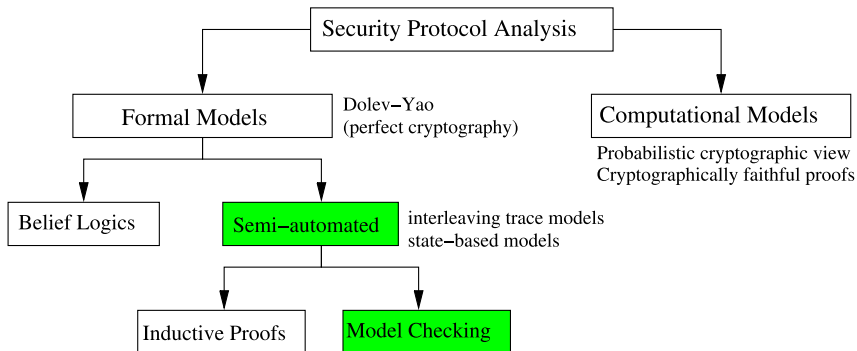 Security Protocol Analysis
Formal Models
Dolev−Yao
(perfect cryptography)
Computational Models
Probabilistic cryptographic view
Cryptographically faithful proofs
Belief Logics
Semi−automated
interleaving trace models
state−based models
Inductive Proofs
Model Checking